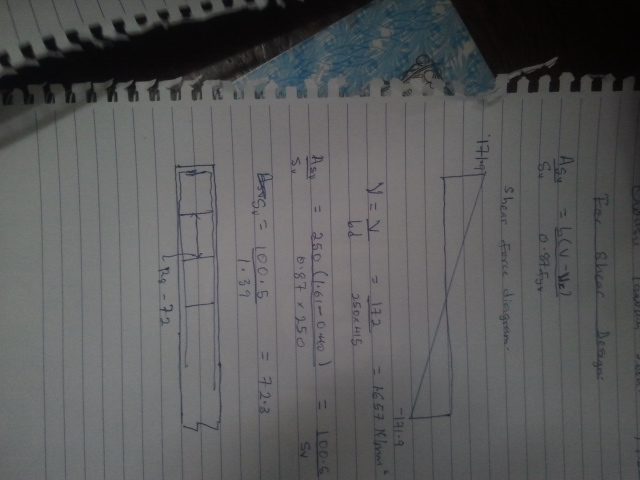 For Shear Design:
Asv/Sv = b(V - Vc)/0.87fyv
Shear Force diagram.
171.9
-171.9
V = V/bd = 172/250x415 = 1.657 N/mm²
Asv/Sv = 250(1.61-0.40)/0.87 x 250 = 100.5/Sv
Sv = 100.5/1.39 = 72.3
R8 - 72